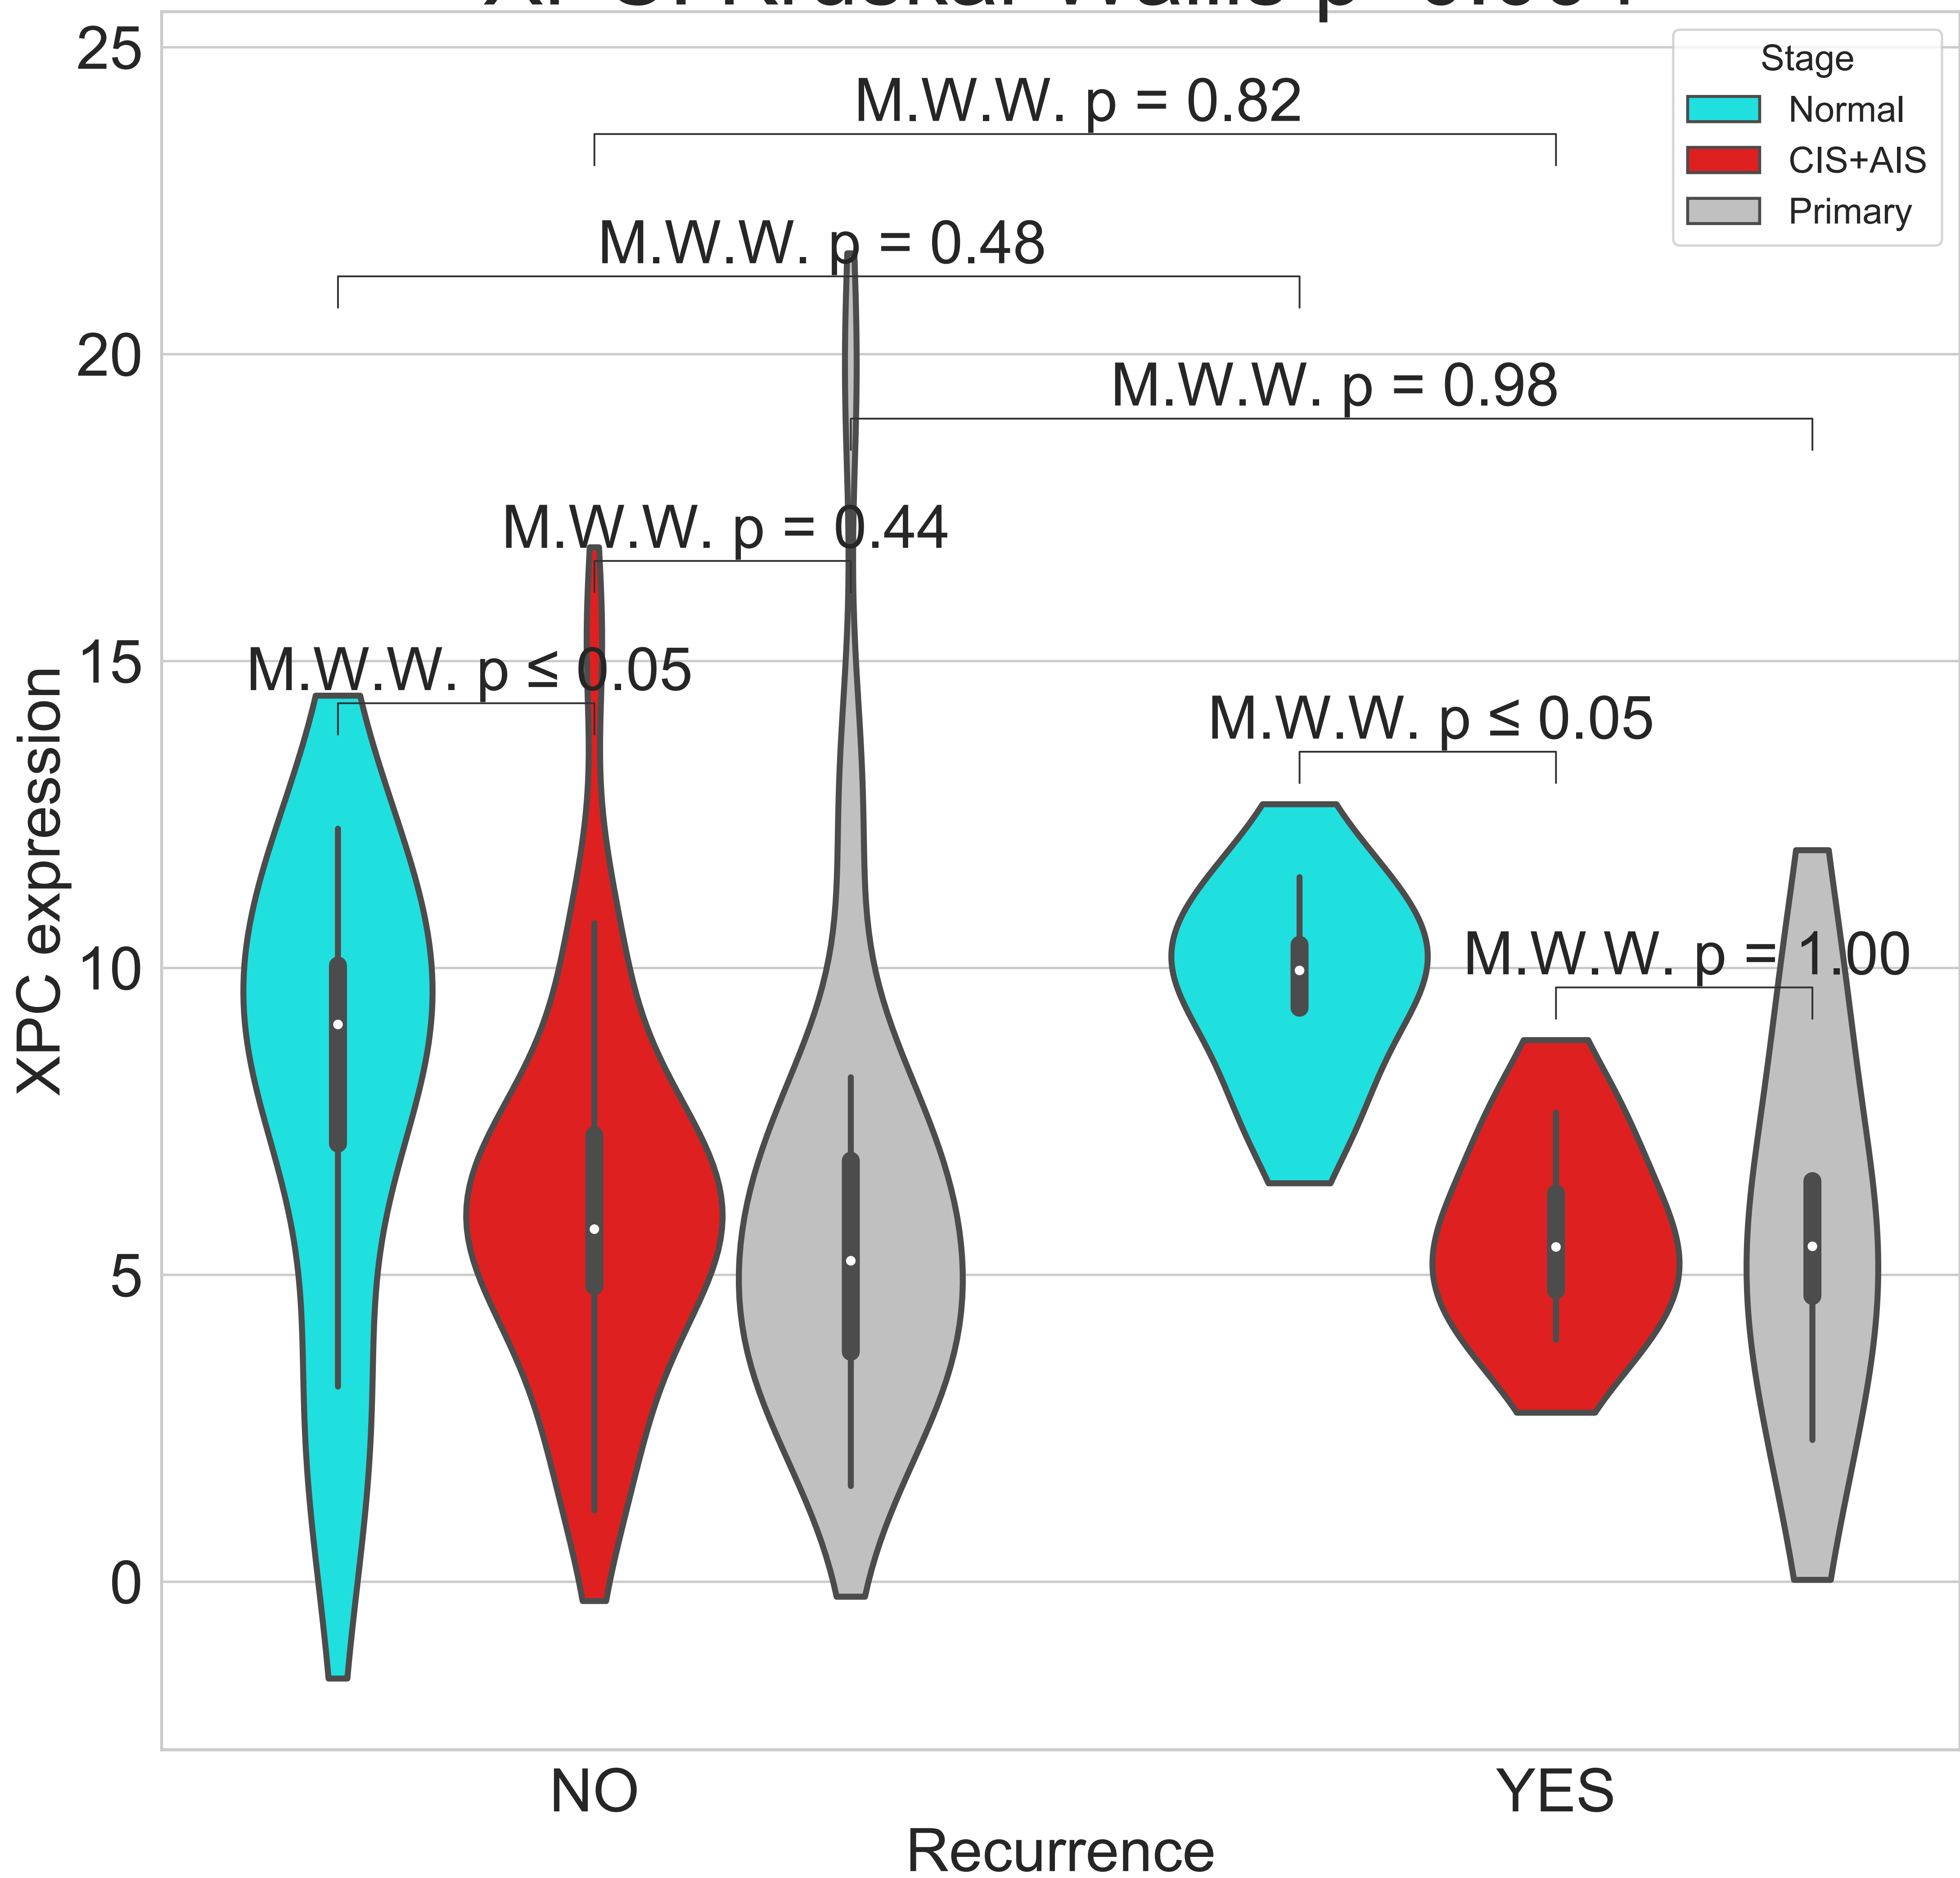 25
Stage
Normal
CIS+AIS
Primary
M.W.W. p = 0.82
M.W.W. p = 0.48
20
M.W.W. p = 0.98
M.W.W. p = 0.44
15
M.W.W. p ≤ 0.05
M.W.W. p ≤ 0.05
XPC expression
10
M.W.W. p = 1.00
5
0
NO
YES
Recurrence